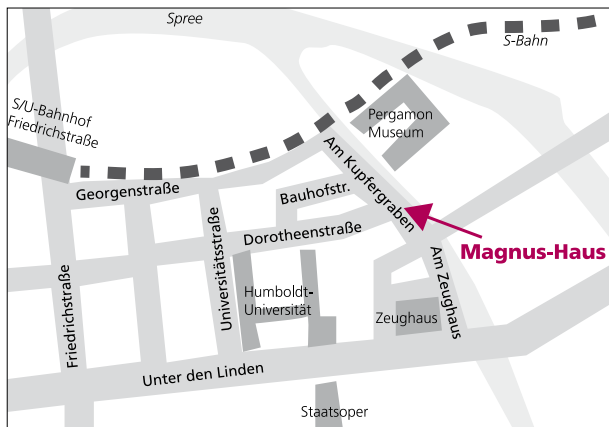 Spree
S-Bahn
S/U-Bahnhof
Friedrichstraße
Pergamon
Museum
Georgenstraße
Am Kupfergraben
Bauhofstr.
Universitätsstraße
Dorotheenstraße
Magnus-Haus
Am Zeughaus
Friedrichstraße
Humboldt-
Universität
Zeughaus
Unter den Linden
Staatsoper